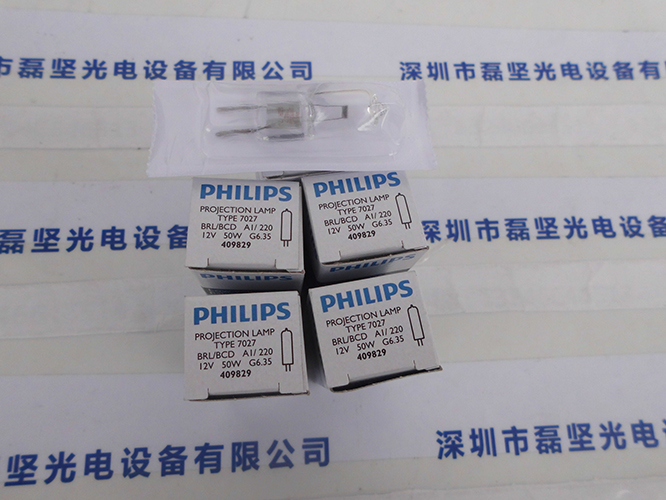 市磊坚光电设备有限公司
深圳市磊坚光电设备有
磊坚光电设备有限公司
深圳市磊坚光电设备
坚光电设备有限公司
深圳市磊坚光电设
PHILIPS
PROJECTION LAMP
TYPE 7027
BRL/BCD A1/ 220
12V 50W G6.35
409829
PHILIPS
PROJECTION LAMP
TYPE 7027
BRL/BCD A1/ 220
12V 50W G6.35
409829
PHILIPS
PHILIPS
PROJECTION LAMP
TYPE 7027
BRL/BCD A1/ 220
12V 50W G6.35
409829
PHILIPS
PROJECTION LAMP
TYPE 7027
BRL/BCD A1/ 220
12V 50W G6.35
409829